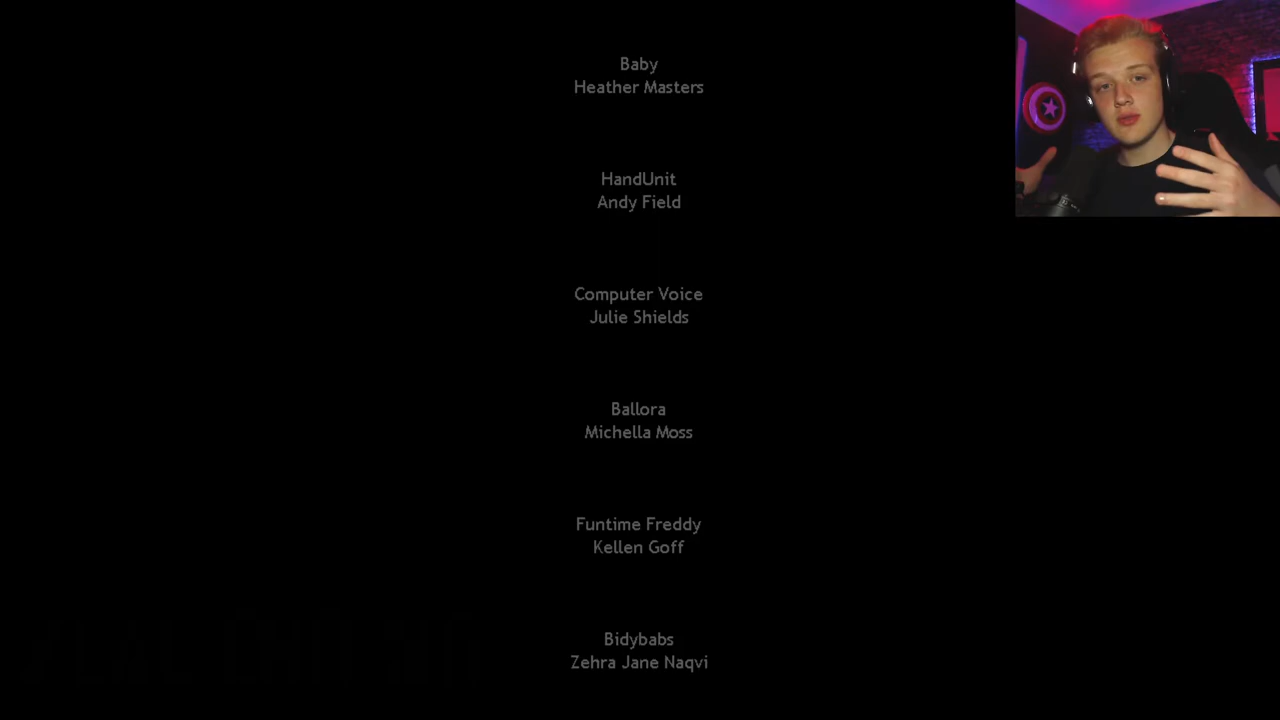 Baby
Heather Masters
HandUnit
Andy Field
Computer Voice
Julie Shields
Ballora
Michella Moss
Funtime Freddy
Kellen Goff
Bidybabs
Zehra Jane Naqvi